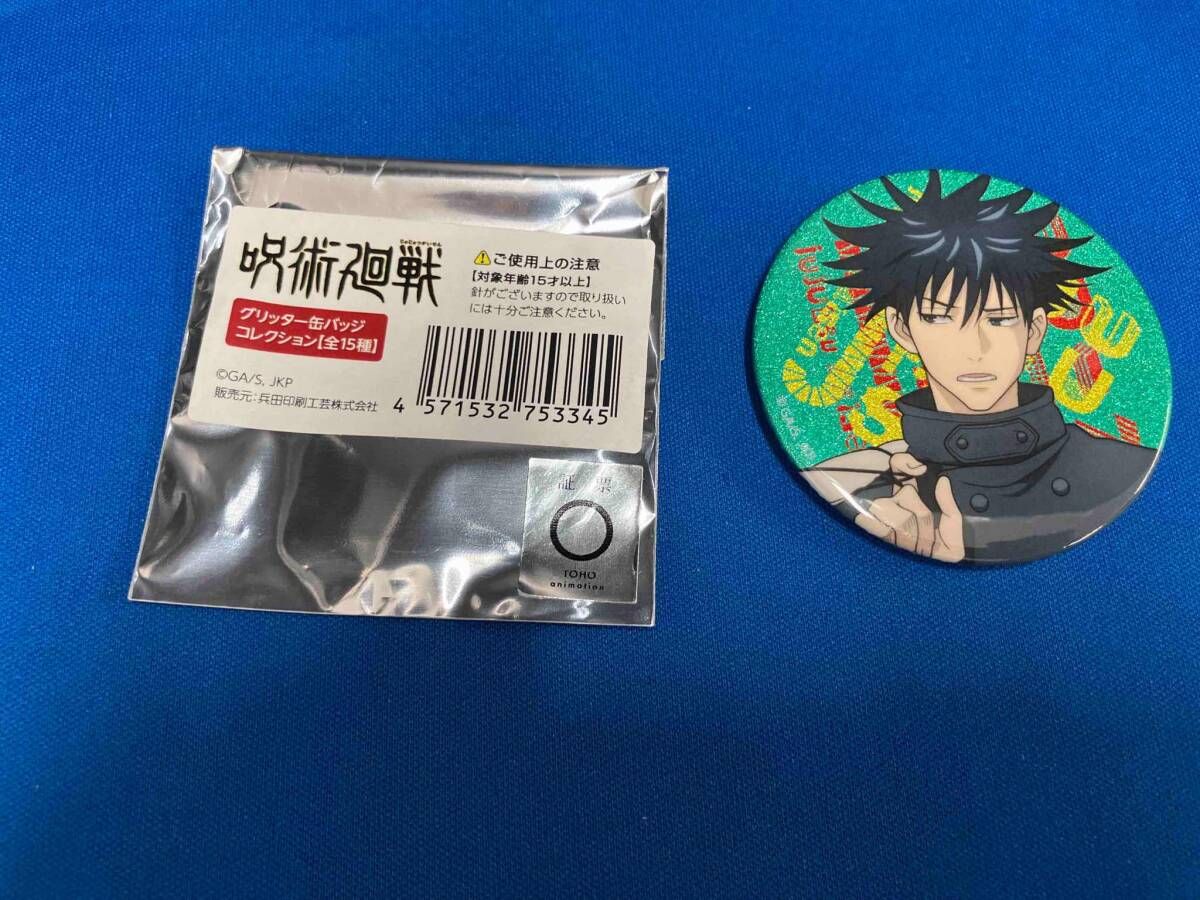 じゅじゅつかいせん
呪術廻戦
グリッター缶バッジ
コレクション【全15種】
©GA/S, JKP
販売元:兵田印刷工芸株式会社
⚠ご使用上の注意
【対象年齢15才以上】
針がございますので取り扱い
には十分ご注意ください。
4 571532 753345
証 票
TOHO
animation
©GA/S,